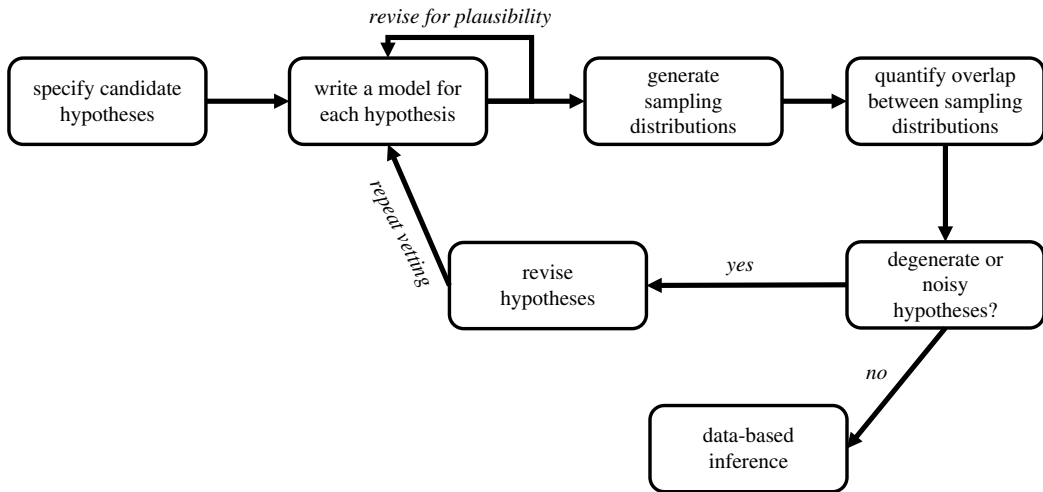 revise for plausibility
specify candidate
hypotheses
write a model for
each hypothesis
generate
sampling
distributions
quantify overlap
between sampling
distributions
repeat vetting
revise
hypotheses
yes
degenerate or
noisy
hypotheses?
no
data-based
inference